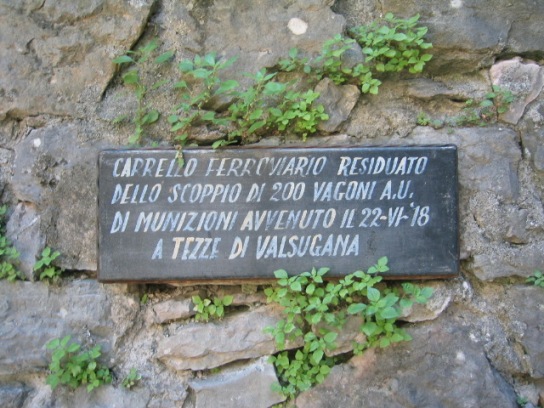 CARRELLO FERROVIARIO RESIDUATO
DELLO SCOPPIO DI 200 VAGONI A.U.
DI MUNIZIONI AVVENUTO IL 22-VI-'18
A TEZZE DI VALSUGANA